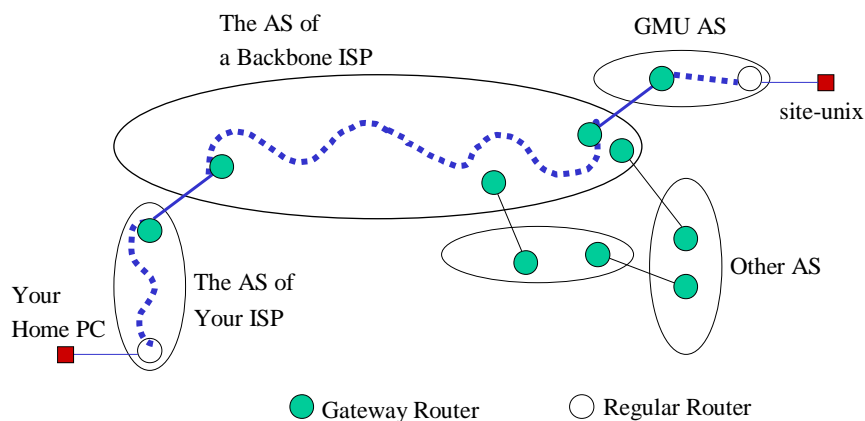 The AS of
a Backbone ISP
GMU AS
site-unix
The AS of
Your ISP
Other AS
Your
Home PC
Gateway Router
Regular Router